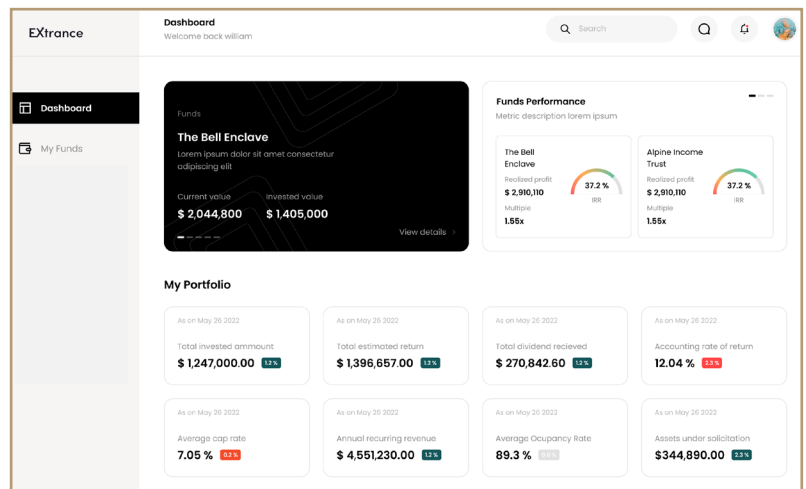 EXtrance
Dashboard
Welcome back william
Search
Dashboard
My Funds
Funds
The Bell Enclave
Lorem ipsum dolor sit amet consectetur
adipiscing elit
Current value Invested value
$ 2,044,800 $ 1,405,000
View details >
Funds Performance
Metric description lorem ipsum
The Bell
Enclave
Realized profit
$ 2,910,110
Multiple
1.55x
37.2 %
IRR
Alpine Income
Trust
Realized profit
$ 2,910,110
Multiple
1.55x
37.2 %
IRR
My Portfolio
As on May 26 2022
Total invested ammount
$ 1,247,000.00 1.2 %
As on May 26 2022
Total estimated return
$ 1,396,657.00 1.2 %
As on May 26 2022
Total dividend recieved
$ 270,842.60 1.2 %
As on May 26 2022
Accounting rate of return
12.04 % 2.3 %
As on May 26 2022
Average cap rate
7.05 % 0.2 %
As on May 26 2022
Annual recurring revenue
$ 4,551,230.00 1.2 %
As on May 26 2022
Average Ocupancy Rate
89.3 %
As on May 26 2022
Assets under solicitation
$344,890.00 2.3 %